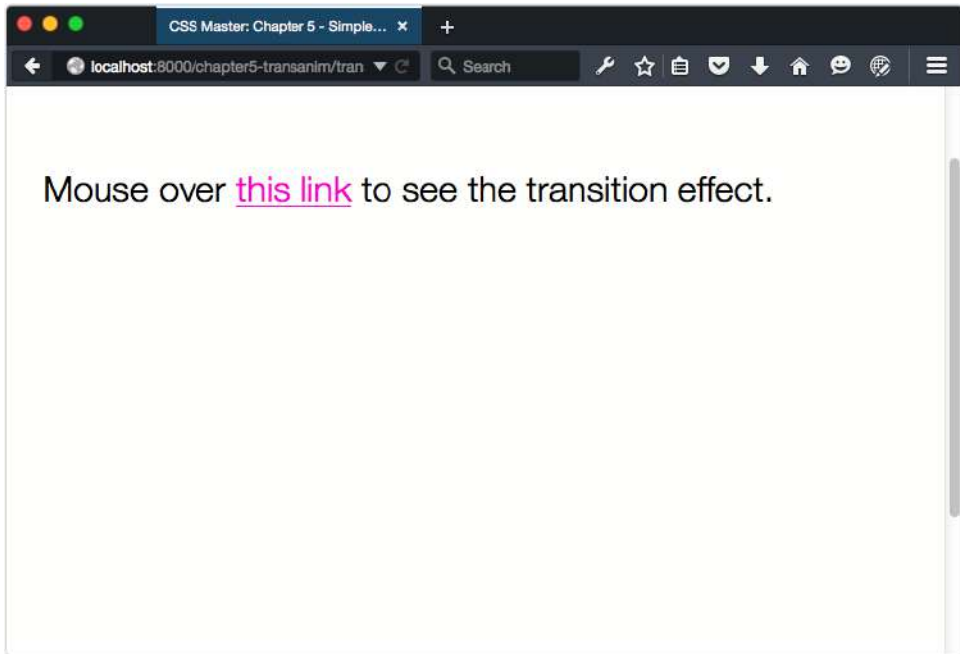 CSS Master: Chapter 5 - Simple... ×
+
localhost:8000/chapter5-transanim/tran
Search
Mouse over this link to see the transition effect.